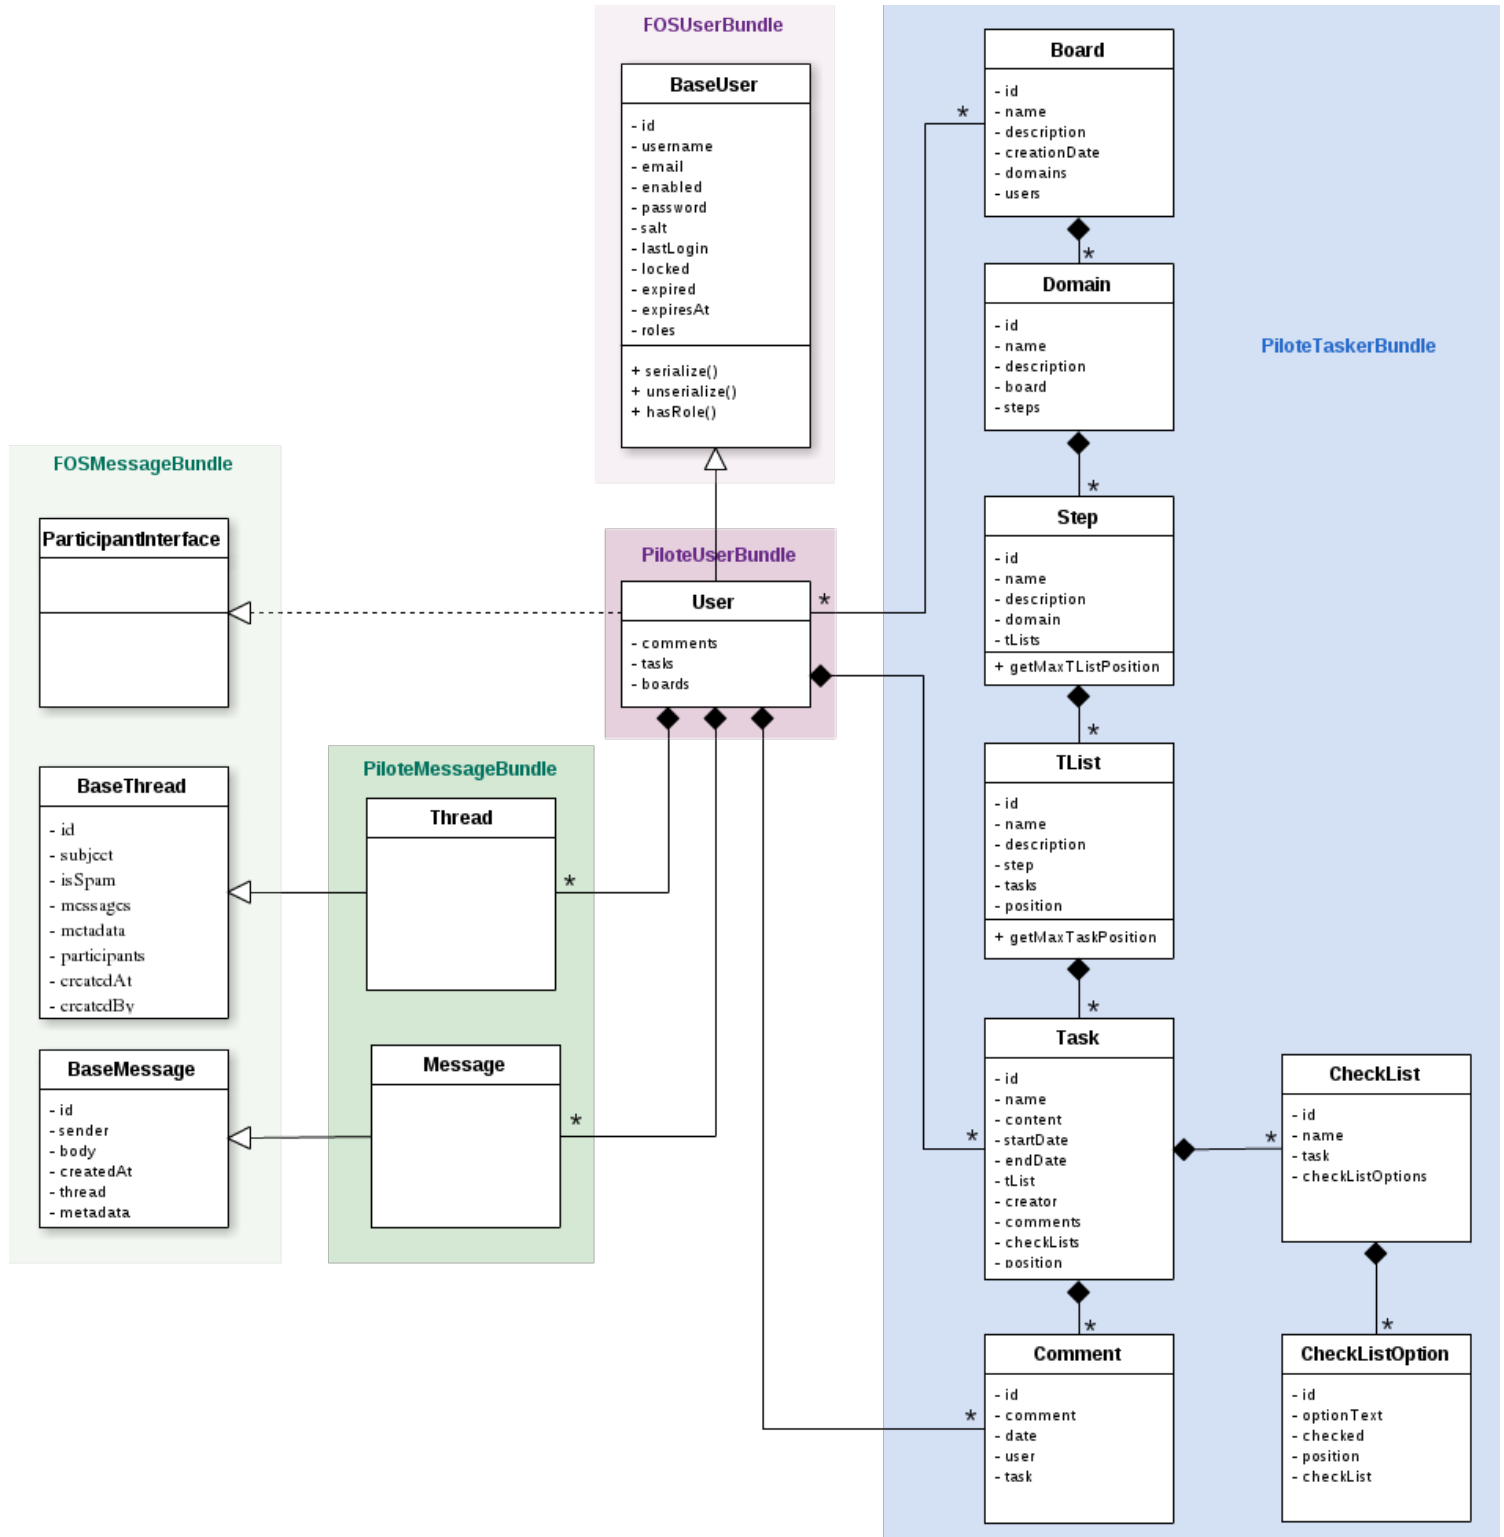 FOSUserBundle
BaseUser
- id
- username
- email
- enabled
- password
- salt
- lastLogin
- locked
- expired
- expiresAt
- roles
+ serialize()
+ unserialize()
+ hasRole()
PiloteUserBundle
User
- comments
- tasks
- boards
*
FOSMessageBundle
ParticipantInterface
BaseThread
- id
- subject
- isSpam
- messages
- metadata
- participants
- createdAt
- createdBy
BaseMessage
- id
- sender
- body
- createdAt
- thread
- metadata
PiloteMessageBundle
Thread
*
Message
*
PiloteTaskerBundle
*
Board
- id
- name
- description
- creationDate
- domains
- users
*
Domain
- id
- name
- description
- board
- steps
*
Step
- id
- name
- description
- domain
- tLists
+ getMaxTListPosition
*
TList
- id
- name
- description
- step
- tasks
- position
+ getMaxTaskPosition
*
Task
- id
- name
- content
- startDate
- endDate
- tList
- creator
- comments
- checkLists
- position
*
*
CheckList
- id
- name
- task
- checkListOptions
*
Comment
- id
- comment
- date
- user
- task
*
*
CheckListOption
- id
- optionText
- checked
- position
- checkList